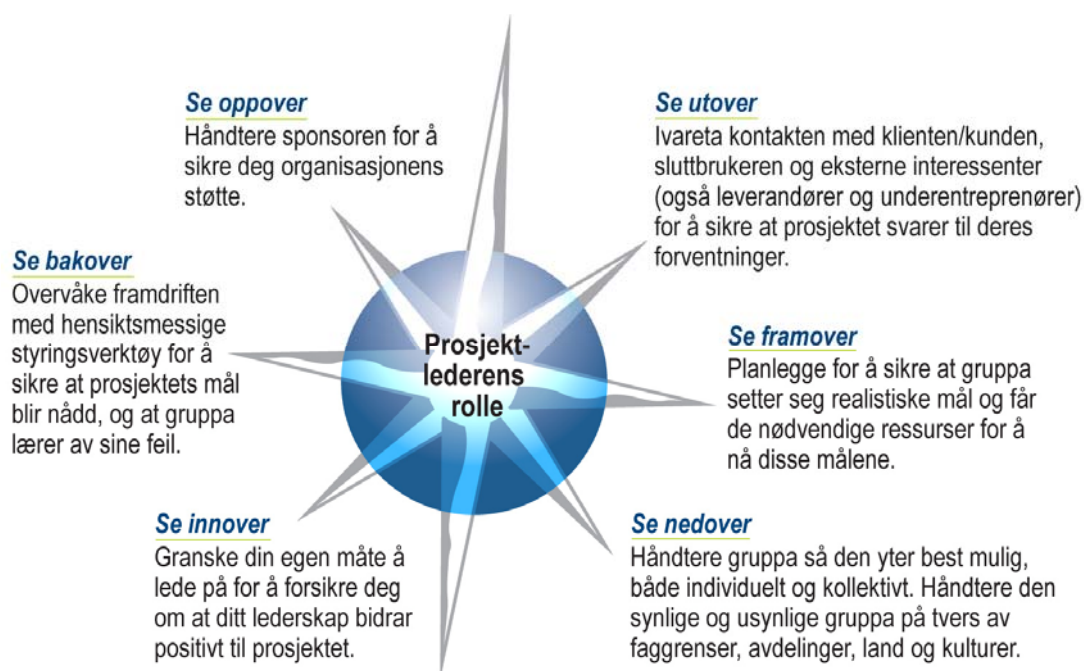 Se oppover
Håndtere sponsoren for å
sikre deg organisasjonens
støtte.
Se utover
Ivareta kontakten med klienten/kunden,
sluttbrukeren og eksterne interessenter
(også leverandører og underentreprenører)
for å sikre at prosjektet svarer til deres
forventninger.
Se bakover
Overvåke framdriften
med hensiktsmessige
styringsverktøy for å
sikre at prosjektets mål
blir nådd, og at gruppa
lærer av sine feil.
Prosjekt-
lederens
rolle
Se framover
Planlegge for å sikre at gruppa
setter seg realistiske mål og får
de nødvendige ressurser for å
nå disse målene.
Se innover
Granske din egen måte å
lede på for å forsikre deg
om at ditt lederskap bidrar
positivt til prosjektet.
Se nedover
Håndtere gruppa så den yter best mulig,
både individuelt og kollektivt. Håndtere den
synlige og usynlige gruppa på tvers av
faggrenser, avdelinger, land og kulturer.